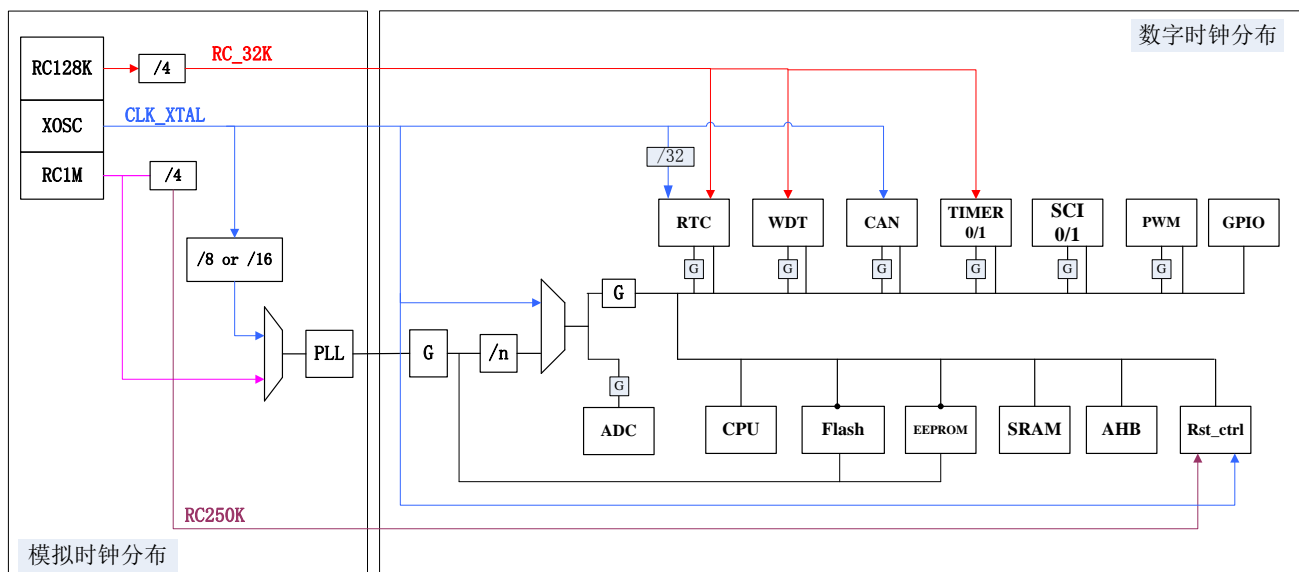 数字时钟分布
RC128K
/4
RC_32K
XOSC
CLK_XTAL
RC1M
/4
/32
RTC
WDT
CAN
TIMER
0/1
SCI
0/1
PWM
GPIO
/8 or /16
G
G
G
G
G
G
G
PLL
G
/n
G
ADC
CPU
Flash
EEPROM
SRAM
AHB
Rst_ctrl
RC250K
模拟时钟分布